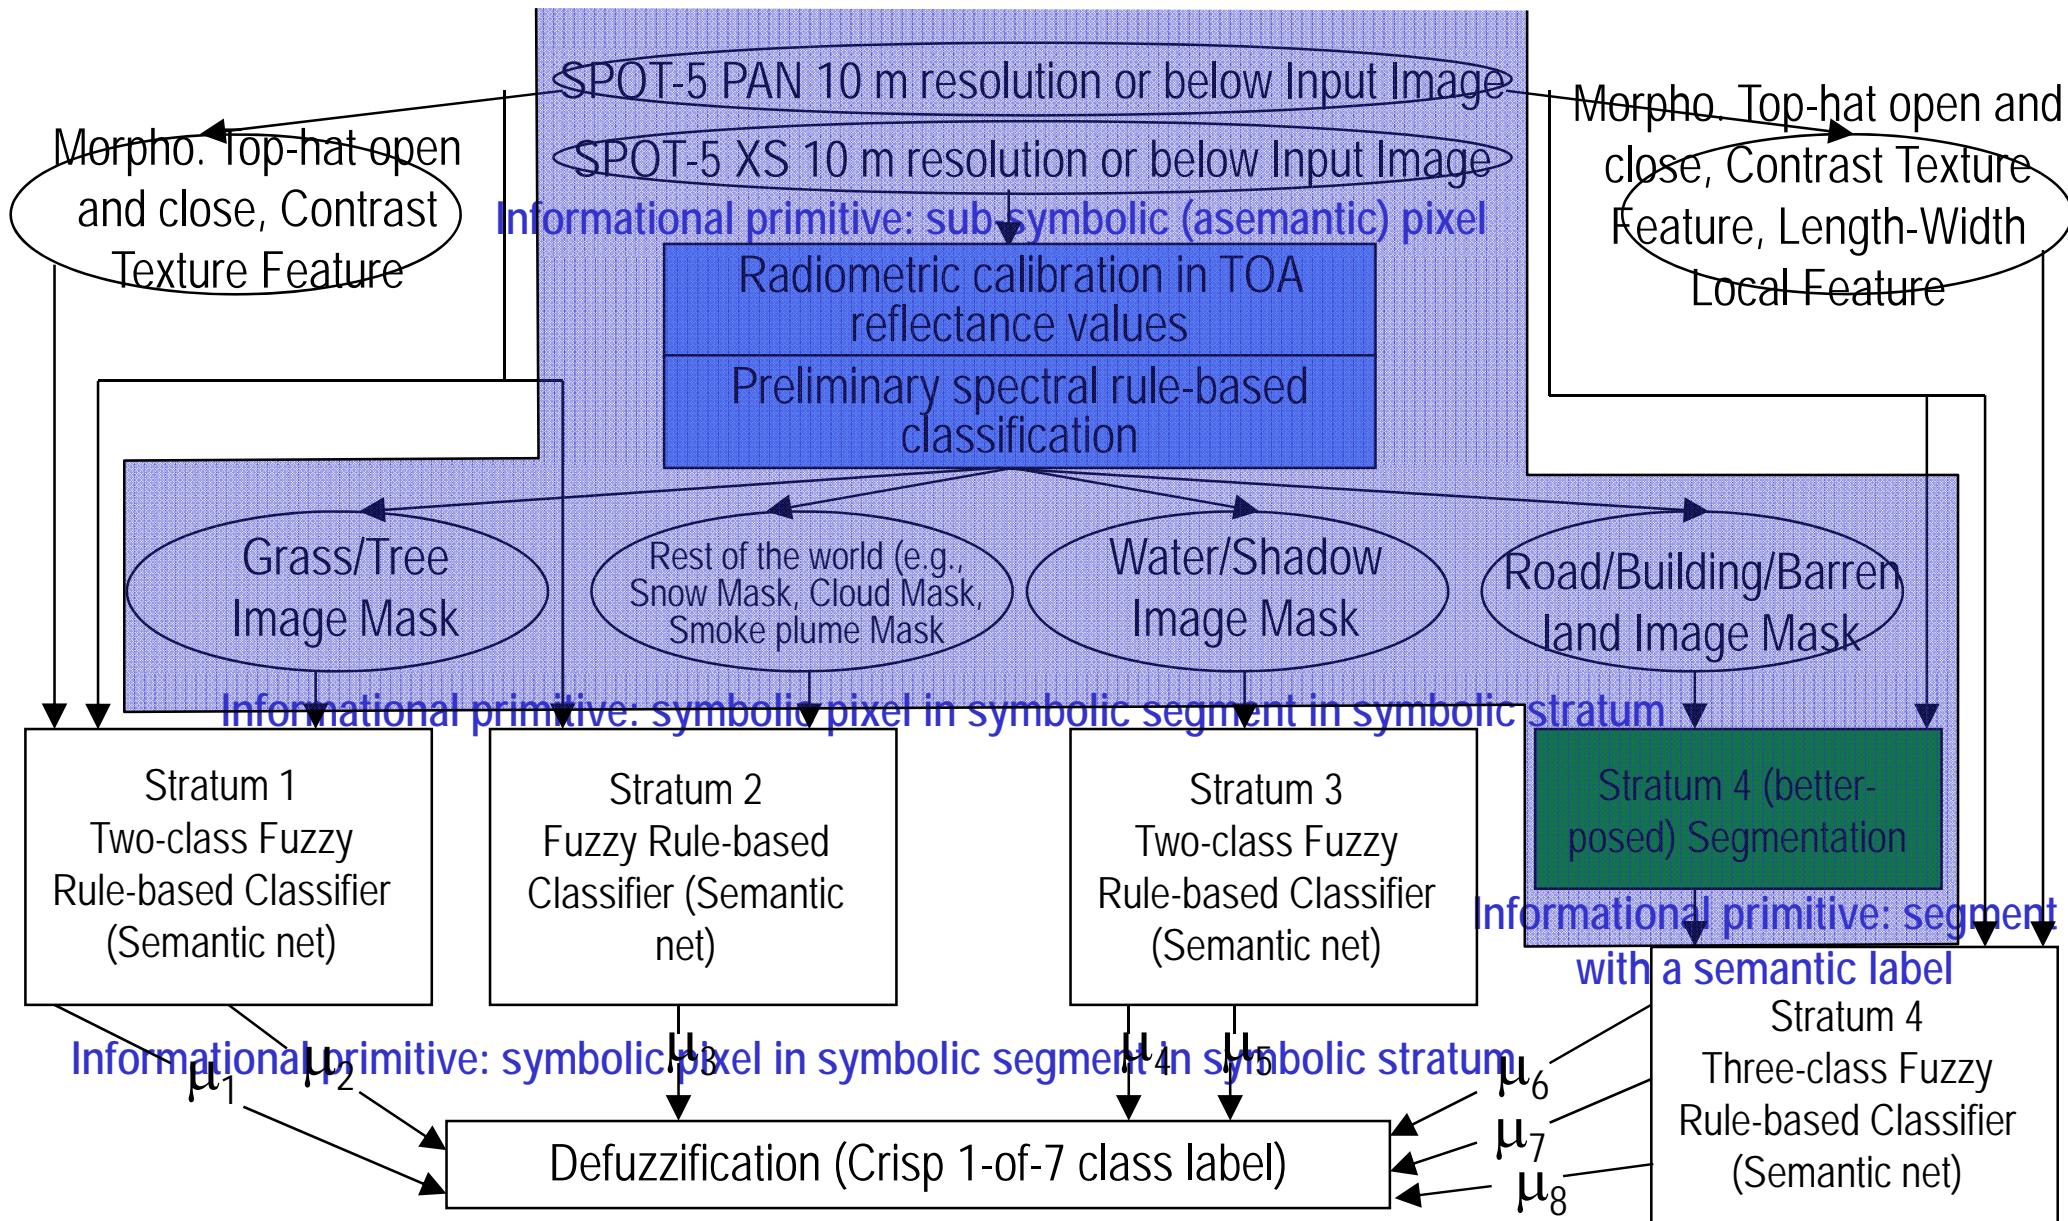 SPOT-5 PAN 10 m resolution or below Input Image
SPOT-5 XS 10 m resolution or below Input Image
Morpho. Top-hat open
and close, Contrast
Texture Feature
Morpho. Top-hat open and
close, Contrast Texture
Feature, Length-Width
Local Feature
Informational primitive: sub-symbolic (asemantic) pixel
Radiometric calibration in TOA
reflectance values
Preliminary spectral rule-based
classification
Grass/Tree
Image Mask
Rest of the world (e.g.,
Snow Mask, Cloud Mask,
Smoke plume Mask
Water/Shadow
Image Mask
Road/Building/Barren
land Image Mask
Informational primitive: symbolic pixel in symbolic segment in symbolic stratum
Stratum 1
Two-class Fuzzy
Rule-based Classifier
(Semantic net)
Stratum 2
Fuzzy Rule-based
Classifier (Semantic
net)
Stratum 3
Two-class Fuzzy
Rule-based Classifier
(Semantic net)
Stratum 4 (better-
posed) Segmentation
Informational primitive: segment
with a semantic label
Stratum 4
Three-class Fuzzy
Rule-based Classifier
(Semantic net)
Informational primitive: symbolic pixel in symbolic segment in symbolic stratum
μ1
μ2
μ3
μ4
μ5
μ6
μ7
μ8
Defuzzification (Crisp 1-of-7 class label)